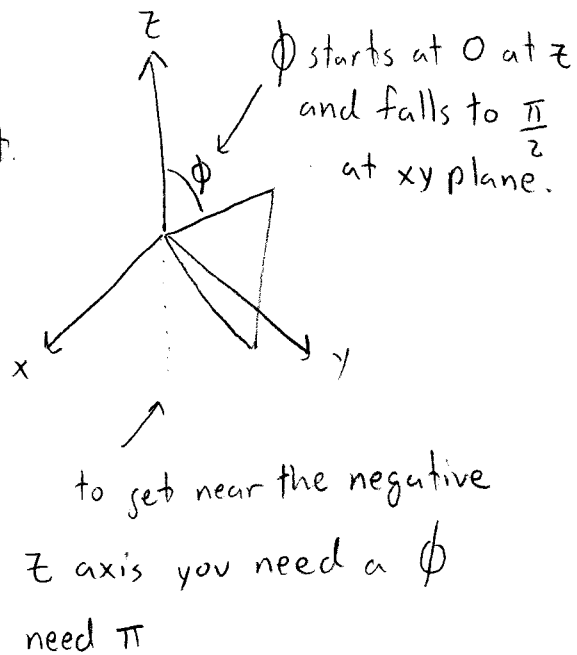 z
ϕ starts at 0 at z
and falls to π/2
at xy plane.
ϕ
x
y
to get near the negative
z axis you need a ϕ
need π